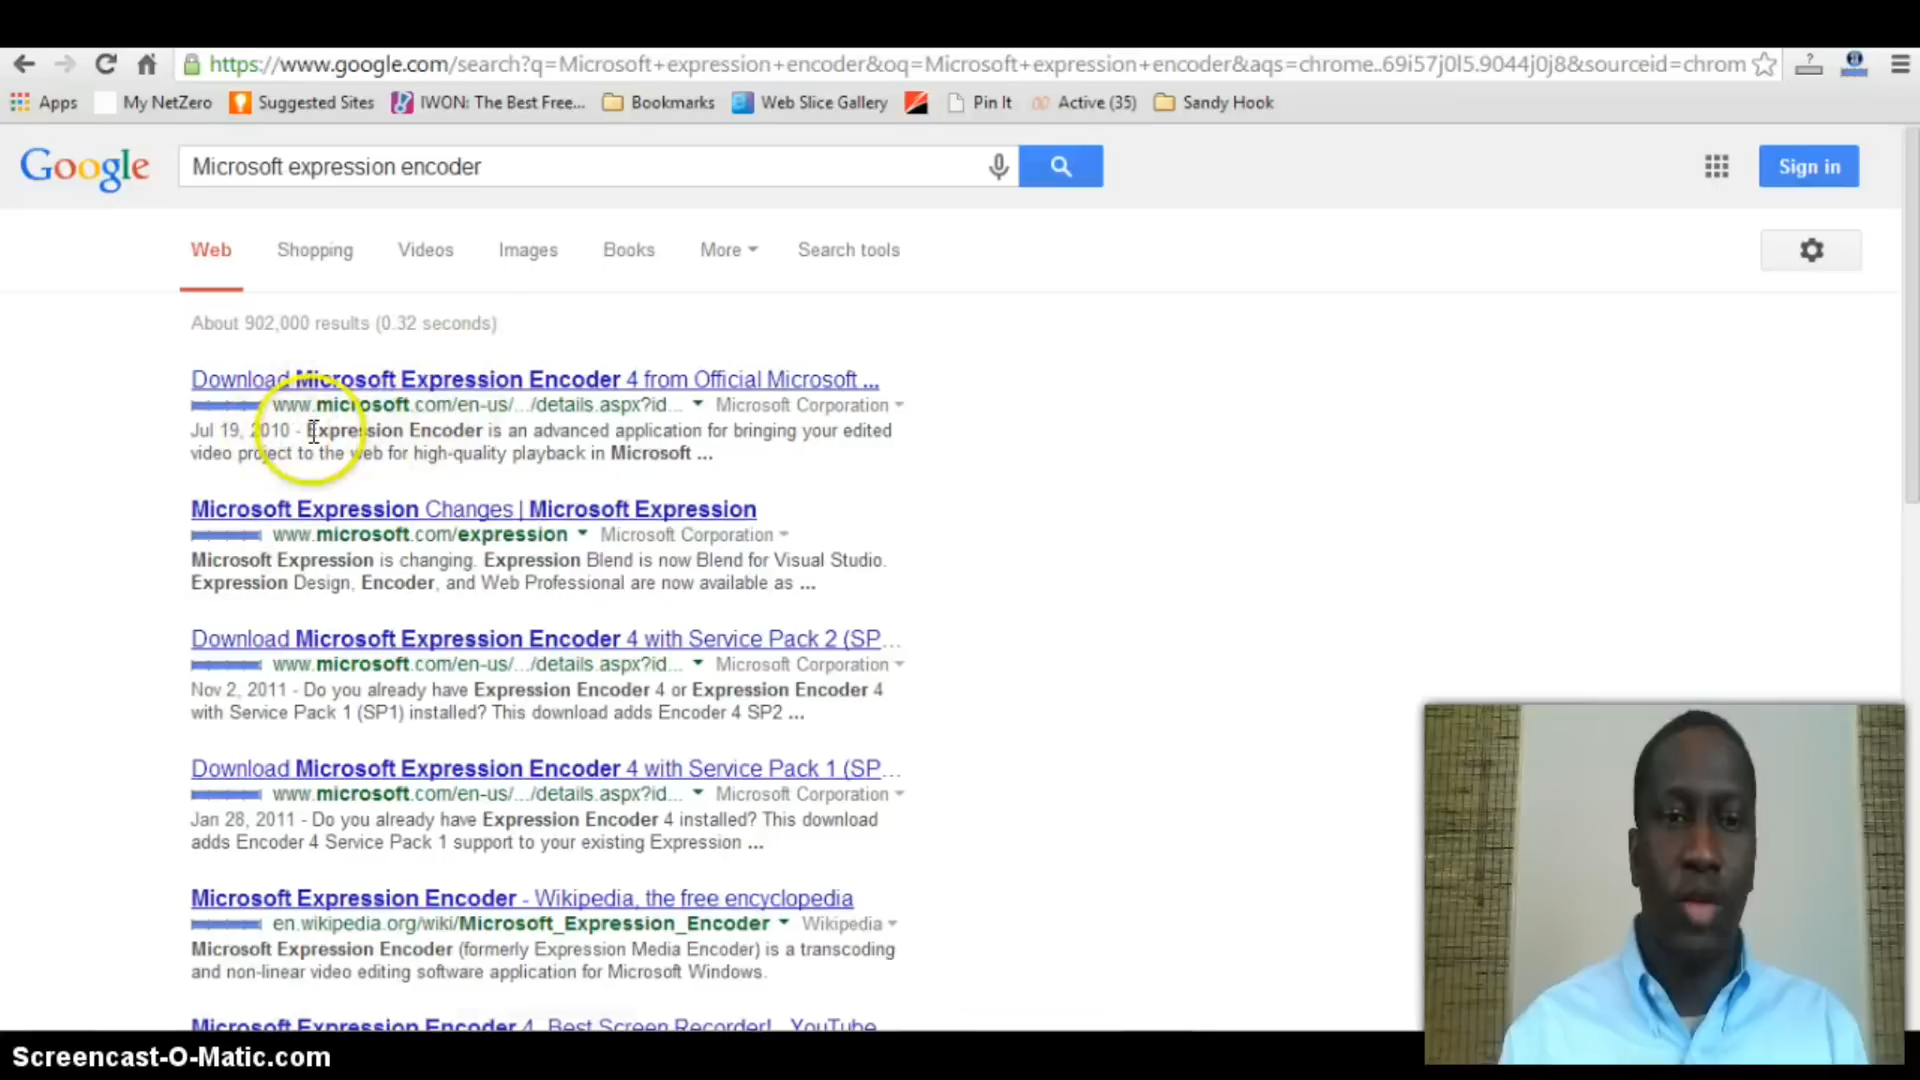 https://www.google.com/search?q=Microsoft+expression+encoder&oq=Microsoft+expression+encoder&aqs=chrome..69i57j0l5.9044j0j8&sourceid=chrom
Apps My NetZero Suggested Sites IWON: The Best Free... Bookmarks Web Slice Gallery Pin It Active (35) Sandy Hook
Google Microsoft expression encoder Sign in
Web Shopping Videos Images Books More Search tools
About 902,000 results (0.32 seconds)
Download Microsoft Expression Encoder 4 from Official Microsoft ...
www.microsoft.com/en-us/.../details.aspx?id... Microsoft Corporation
Jul 19, 2010 - Expression Encoder is an advanced application for bringing your edited
video project to the web for high-quality playback in Microsoft ...
Microsoft Expression Changes | Microsoft Expression
www.microsoft.com/expression Microsoft Corporation
Microsoft Expression is changing. Expression Blend is now Blend for Visual Studio.
Expression Design, Encoder, and Web Professional are now available as ...
Download Microsoft Expression Encoder 4 with Service Pack 2 (SP...
www.microsoft.com/en-us/.../details.aspx?id... Microsoft Corporation
Nov 2, 2011 - Do you already have Expression Encoder 4 or Expression Encoder 4
with Service Pack 1 (SP1) installed? This download adds Encoder 4 SP2 ...
Download Microsoft Expression Encoder 4 with Service Pack 1 (SP...
www.microsoft.com/en-us/.../details.aspx?id... Microsoft Corporation
Jan 28, 2011 - Do you already have Expression Encoder 4 installed? This download
adds Encoder 4 Service Pack 1 support to your existing Expression ...
Microsoft Expression Encoder - Wikipedia, the free encyclopedia
en.wikipedia.org/wiki/Microsoft_Expression_Encoder Wikipedia
Microsoft Expression Encoder (formerly Expression Media Encoder) is a transcoding
and non-linear video editing software application for Microsoft Windows.
Microsoft Expression Encoder 4, Best Screen Recorder! - YouTube
Screencast-O-Matic.com